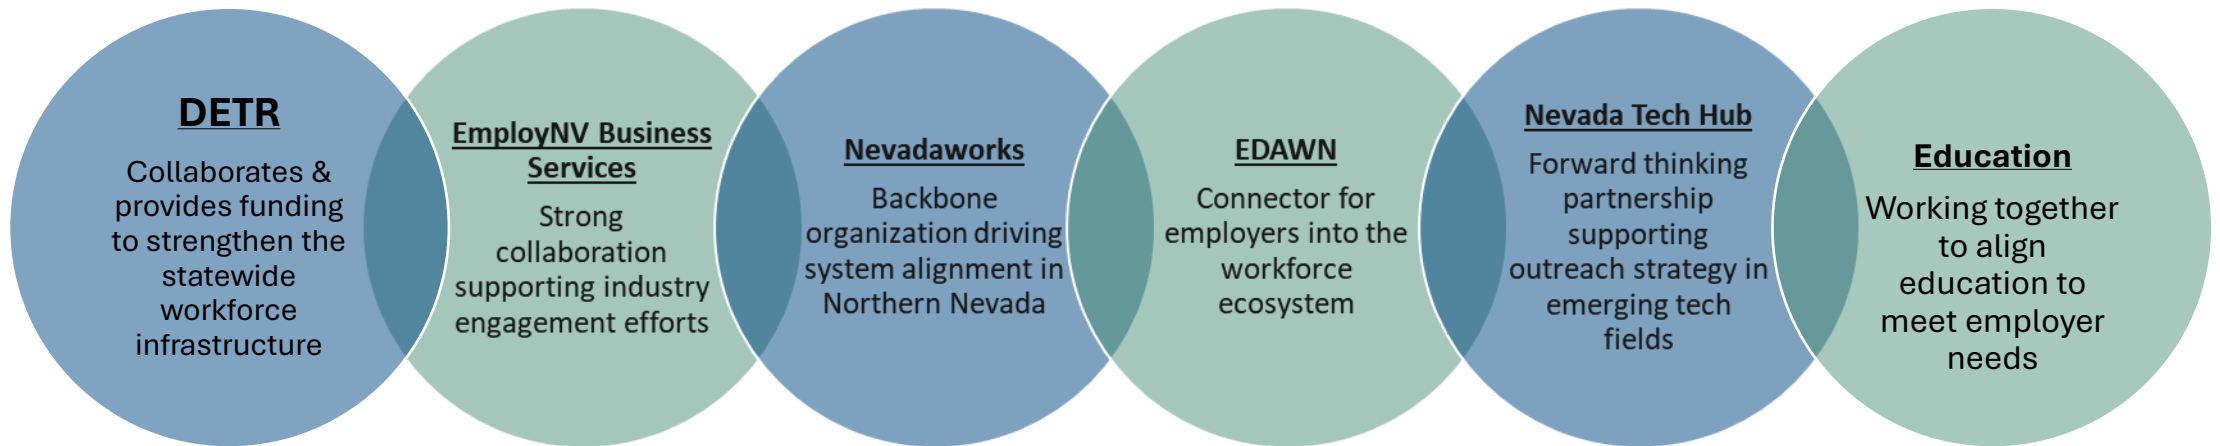 DETR
Collaborates &
provides funding
to strengthen the
statewide
workforce
infrastructure
EmployNV Business
Services
Strong
collaboration
supporting industry
engagement efforts
Nevadaworks
Backbone
organization driving
system alignment in
Northern Nevada
EDAWN
Connector for
employers into the
workforce
ecosystem
Nevada Tech Hub
Forward thinking
partnership
supporting
outreach strategy in
emerging tech
fields
Education
Working together
to align
education to
meet employer
needs